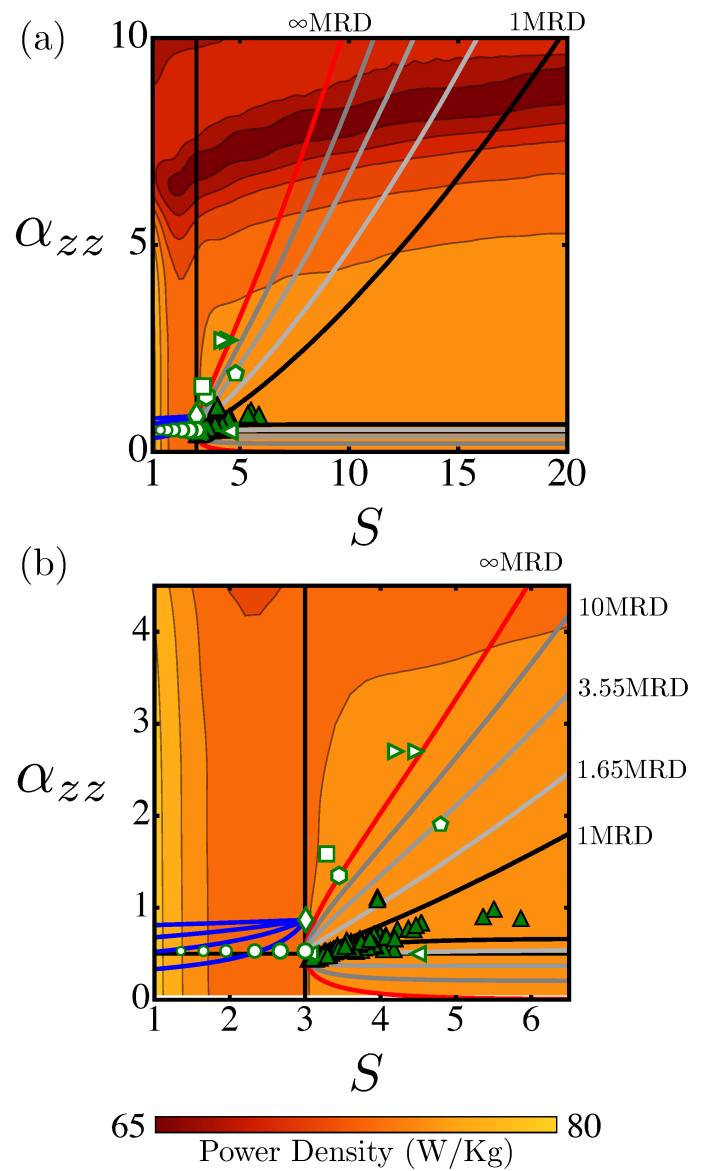 (a)
∞MRD 1MRD
10
α_zz 5
0
1 5 10 15 20
S
(b)
∞MRD
10MRD
4
3.55MRD
3
α_zz 1.65MRD
2
1MRD
1
0
1 2 3 4 5 6
S
65 80
Power Density (W/Kg)